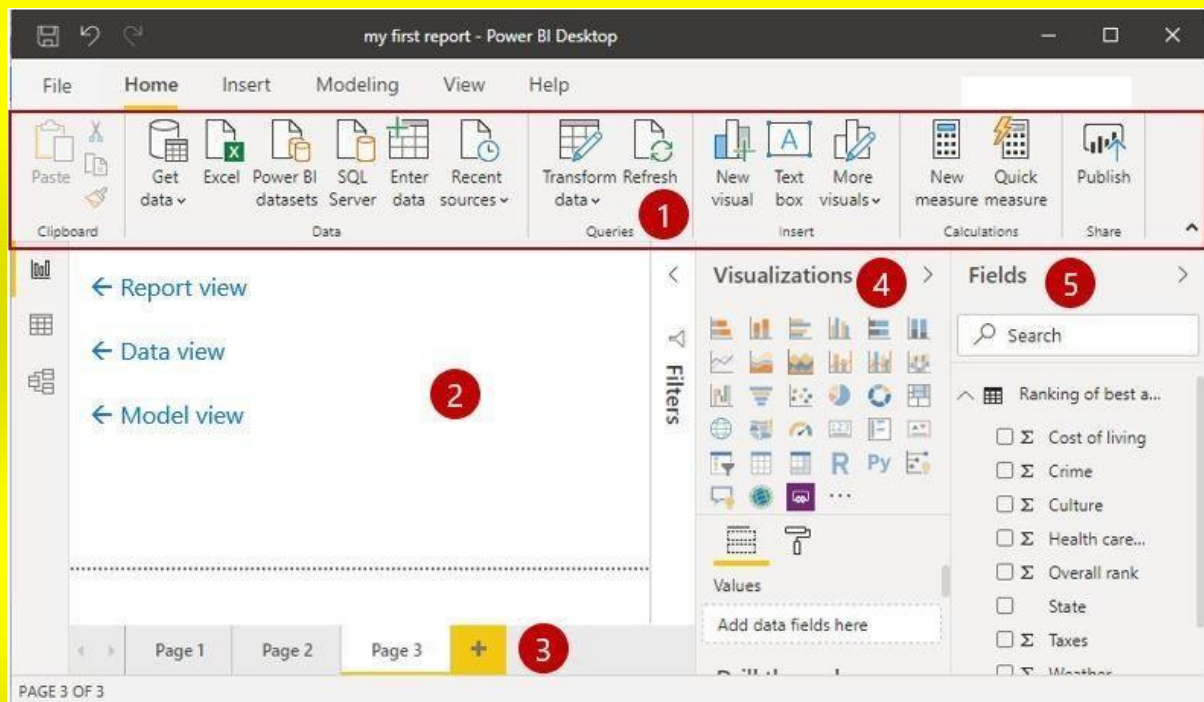 my first report - Power BI Desktop
File Home Insert Modeling View Help
Paste
Clipboard
Get data
Excel
Power BI datasets
SQL Server
Enter data
Recent sources
Data
Transform data
Refresh
Queries
1
New visual
Text box
More visuals
Insert
New measure
Quick measure
Calculations
Publish
Share
← Report view
← Data view
← Model view
2
Filters
Visualizations 4
R Py
123
Values
Add data fields here
Fields 5
Search
Ranking of best a...
Σ Cost of living
Σ Crime
Σ Culture
Σ Health care...
Σ Overall rank
State
Σ Taxes
Σ Weather
Page 1 Page 2 Page 3 + 3
PAGE 3 OF 3